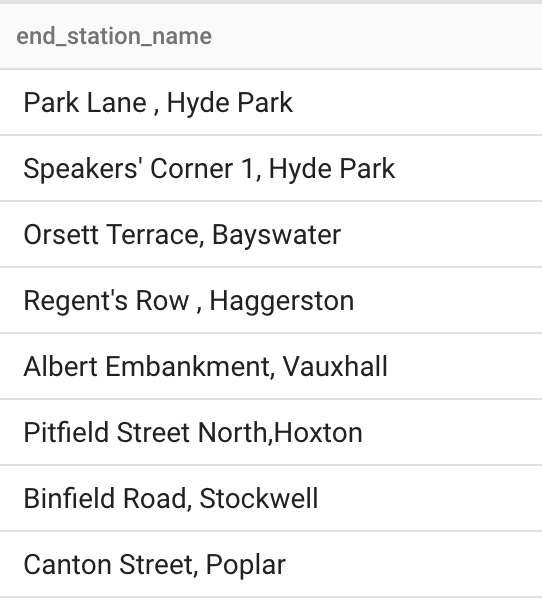 end_station_name
Park Lane , Hyde Park
Speakers' Corner 1, Hyde Park
Orsett Terrace, Bayswater
Regent's Row , Haggerston
Albert Embankment, Vauxhall
Pitfield Street North,Hoxton
Binfield Road, Stockwell
Canton Street, Poplar